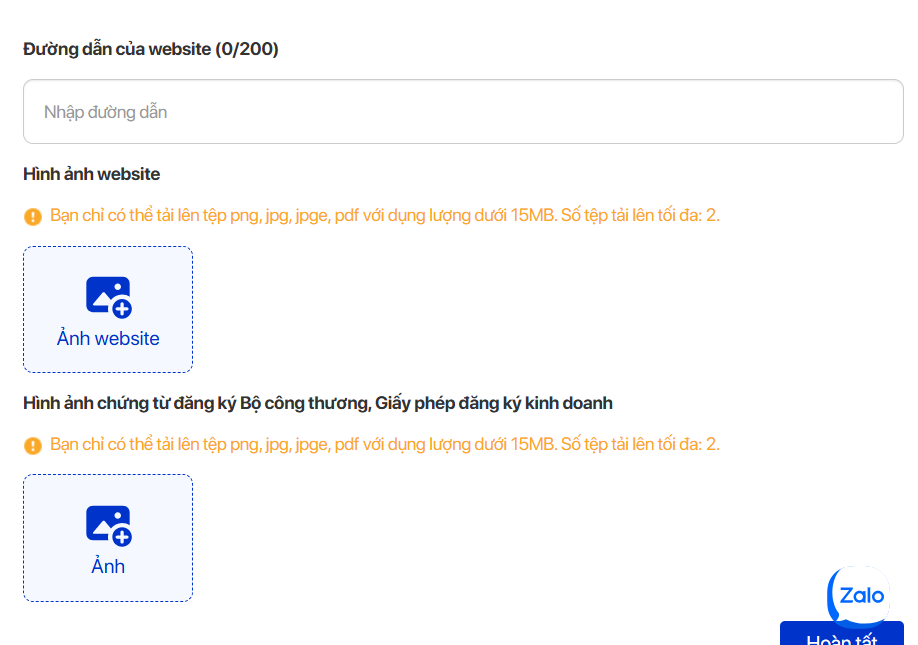 Đường dẫn của website (0/200)
Nhập đường dẫn
Hình ảnh website
Bạn chỉ có thể tải lên tệp png, jpg, jpge, pdf với dụng lượng dưới 15MB. Số tệp tải lên tối đa: 2.
Ảnh website
Hình ảnh chứng từ đăng ký Bộ công thương, Giấy phép đăng ký kinh doanh
Bạn chỉ có thể tải lên tệp png, jpg, jpge, pdf với dụng lượng dưới 15MB. Số tệp tải lên tối đa: 2.
Ảnh
Zalo
Hoàn tất